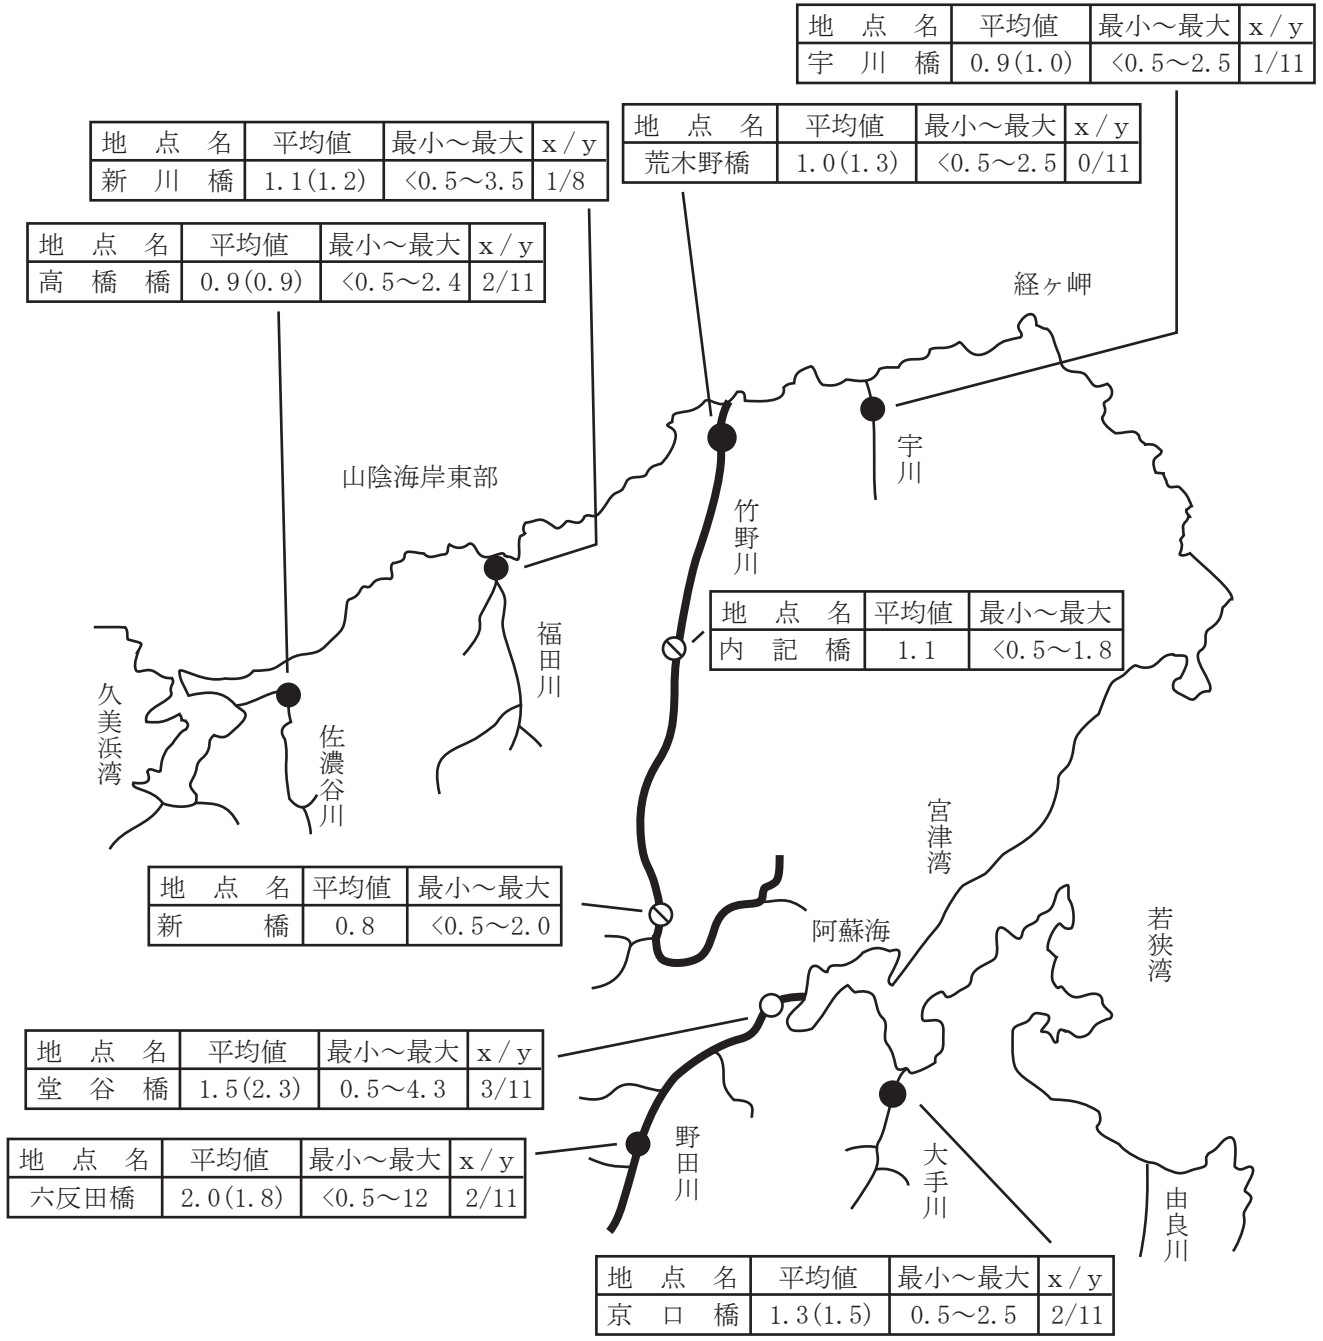 地点名 平均値 最小～最大 x/y
宇川橋 0.9(1.0) <0.5～2.5 1/11
地点名 平均値 最小～最大 x/y
荒木野橋 1.0(1.3) <0.5～2.5 0/11
地点名 平均値 最小～最大 x/y
新川橋 1.1(1.2) <0.5～3.5 1/8
地点名 平均値 最小～最大 x/y
高橋橋 0.9(0.9) <0.5～2.4 2/11
経ヶ岬
宇川
山陰海岸東部
竹野川
地点名 平均値 最小～最大
内記橋 1.1 <0.5～1.8
福田川
久美浜湾
佐濃谷川
宮津湾
地点名 平均値 最小～最大
新橋 0.8 <0.5～2.0
阿蘇海
若狭湾
地点名 平均値 最小～最大 x/y
堂谷橋 1.5(2.3) 0.5～4.3 3/11
野田川
地点名 平均値 最小～最大 x/y
六反田橋 2.0(1.8) <0.5～12 2/11
大手川
由良川
地点名 平均値 最小～最大 x/y
京口橋 1.3(1.5) 0.5～2.5 2/11